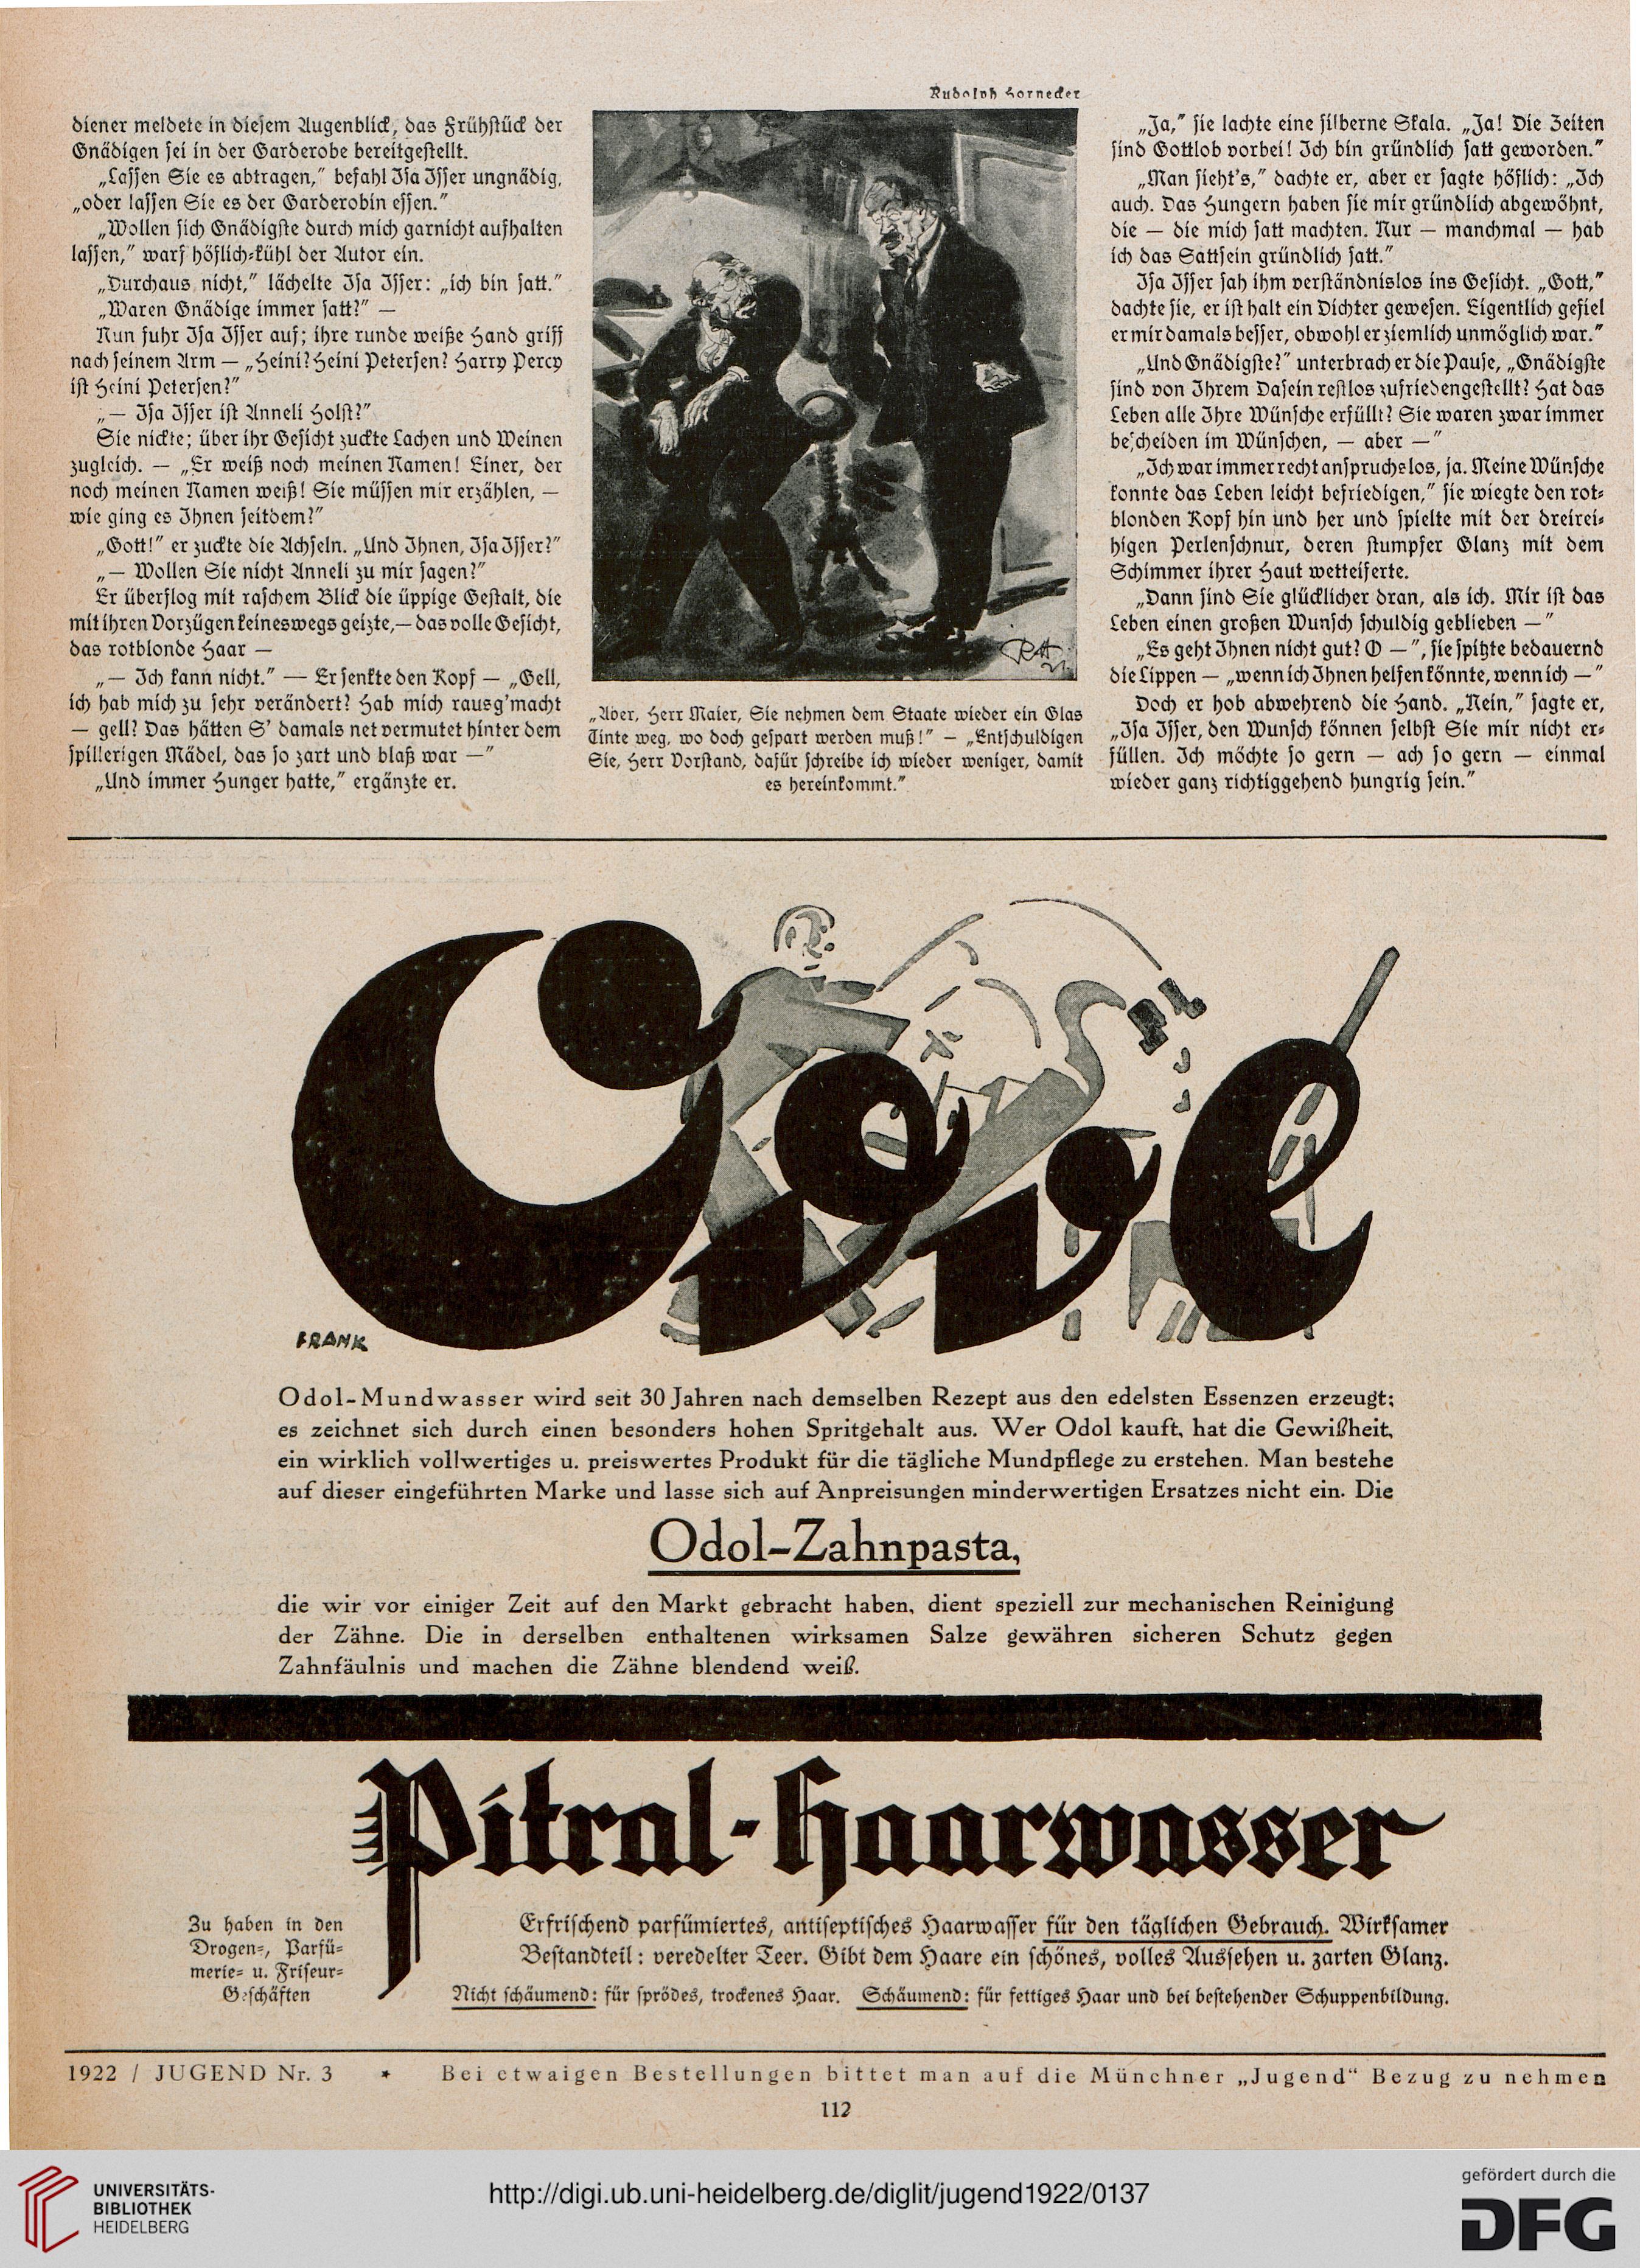 Rudolph Hornecker
diener meldete in diesem Augenblick, das Frühstück der
Gnädigen sei in der Garderobe bereitgestellt.
„Lassen Sie es abtragen,” befahl Isa Isser ungnädig,
„oder lassen Sie es der Garderobin essen.”
„Wollen sich Gnädigste durch mich garnicht aufhalten
lassen,” warf höflich-kühl der Autor ein.
„Durchaus nicht,” lächelte Isa Isser: „ich bin satt.”
„Waren Gnädige immer satt?” —
Nun fuhr Isa Isser auf; ihre runde weiße Hand griff
nach seinem Arm — „Heini? Heini Petersen? Harry Percy
ist Heini Petersen?”
„— Isa Isser ist Anneli Holst?”
Sie nickte; über ihr Gesicht zuckte Lachen und Weinen
zugleich. — „Er weiß noch meinen Namen! Einer, der
noch meinen Namen weiß! Sie müssen mir erzählen, —
wie ging es Ihnen seitdem?”
„Gott!” er zuckte die Achseln. „Und Ihnen, Isa Isser?”
„— Wollen Sie nicht Anneli zu mir sagen?”
Er überflog mit raschem Blick die üppige Gestalt, die
mit ihren Vorzügen keineswegs geizte, — das volle Gesicht,
das rotblonde Haar —
„— Ich kann nicht.” — Er senkte den Kopf — „Gell,
ich hab mich zu sehr verändert? Hab mich rausg'macht
— gell? Das hätten S' damals net vermutet hinter dem
spillerigen Mädel, das so zart und blaß war —”
„Und immer Hunger hatte,” ergänzte er.
RH
21
„Aber, Herr Maier, Sie nehmen dem Staate wieder ein Glas
Tinte weg, wo doch gespart werden muß!” — „Entschuldigen
Sie, Herr Vorstand, dafür schreibe ich wieder weniger, damit
es hereinkommt.”
„Ja,” sie lachte eine silberne Skala. „Ja! Die Zeiten
sind Gottlob vorbei! Ich bin gründlich satt geworden.”
„Man sieht's,” dachte er, aber er sagte höflich: „Ich
auch. Das Hungern haben sie mir gründlich abgewöhnt,
die — die mich satt machten. Nur — manchmal — hab
ich das Sattsein gründlich satt.”
Isa Isser sah ihm verständnislos ins Gesicht. „Gott,”
dachte sie, er ist halt ein Dichter gewesen. Eigentlich gefiel
er mir damals besser, obwohl er ziemlich unmöglich war.”
„Und Gnädigste?” unterbrach er die Pause, „Gnädigste
sind von Ihrem Dasein restlos zufriedengestellt? Hat das
Leben alle Ihre Wünsche erfüllt? Sie waren zwar immer
bescheiden im Wünschen, — aber —”
„Ich war immer recht anspruchslos, ja. Meine Wünsche
konnte das Leben leicht befriedigen,” sie wiegte den rot-
blonden Kopf hin und her und spielte mit der dreirei-
higen Perlenschnur, deren stumpfer Glanz mit dem
Schimmer ihrer Haut wetteiferte.
„Dann sind Sie glücklicher dran, als ich. Mir ist das
Leben einen großen Wunsch schuldig geblieben —”
„Es geht Ihnen nicht gut? O —”, sie spitzte bedauernd
die Lippen — „wenn ich Ihnen helfen könnte, wenn ich —”
Doch er hob abwehrend die Hand. „Nein,” sagte er,
„Isa Isser, den Wunsch können selbst Sie mir nicht er-
füllen. Ich möchte so gern — ach so gern — einmal
wieder ganz richtiggehend hungrig sein.”
FRANK
Odol-Mundwasser wird seit 30 Jahren nach demselben Rezept aus den edelsten Essenzen erzeugt;
es zeichnet sich durch einen besonders hohen Spritgehalt aus. Wer Odol kauft, hat die Gewißheit,
ein wirklich vollwertiges u. preiswertes Produkt für die tägliche Mundpflege zu erstehen. Man bestehe
auf dieser eingeführten Marke und lasse sich auf Anpreisungen minderwertigen Ersatzes nicht ein. Die
Odol-Zahnpasta,
die wir vor einiger Zeit auf den Markt gebracht haben, dient speziell zur mechanischen Reinigung
der Zähne. Die in derselben enthaltenen wirksamen Salze gewähren sicheren Schutz gegen
Zahnfäulnis und machen die Zähne blendend weiß.
Pitral-Haarwasser
Zu haben in den
Drogen-, Parfü-
merie- u. Friseur-
Geschäften
Erfrischend parfümiertes, antiseptisches Haarwasser für den täglichen Gebrauch. Wirksamer
Bestandteil: veredelter Teer. Gibt dem Haare ein schönes, volles Aussehen u. zarten Glanz.
Nicht schäumend: für sprödes, trockenes Haar. Schäumend: für fettiges Haar und bei bestehender Schuppenbildung.
1922 / JUGEND Nr. 3 * Bei etwaigen Bestellungen bittet man auf die Münchner „Jugend“ Bezug zu nehmen
112
UNIVERSITÄTS-
BIBLIOTHEK
HEIDELBERG
http://digi.ub.uni-heidelberg.de/diglit/jugend1922/0137
gefördert durch die
DFG